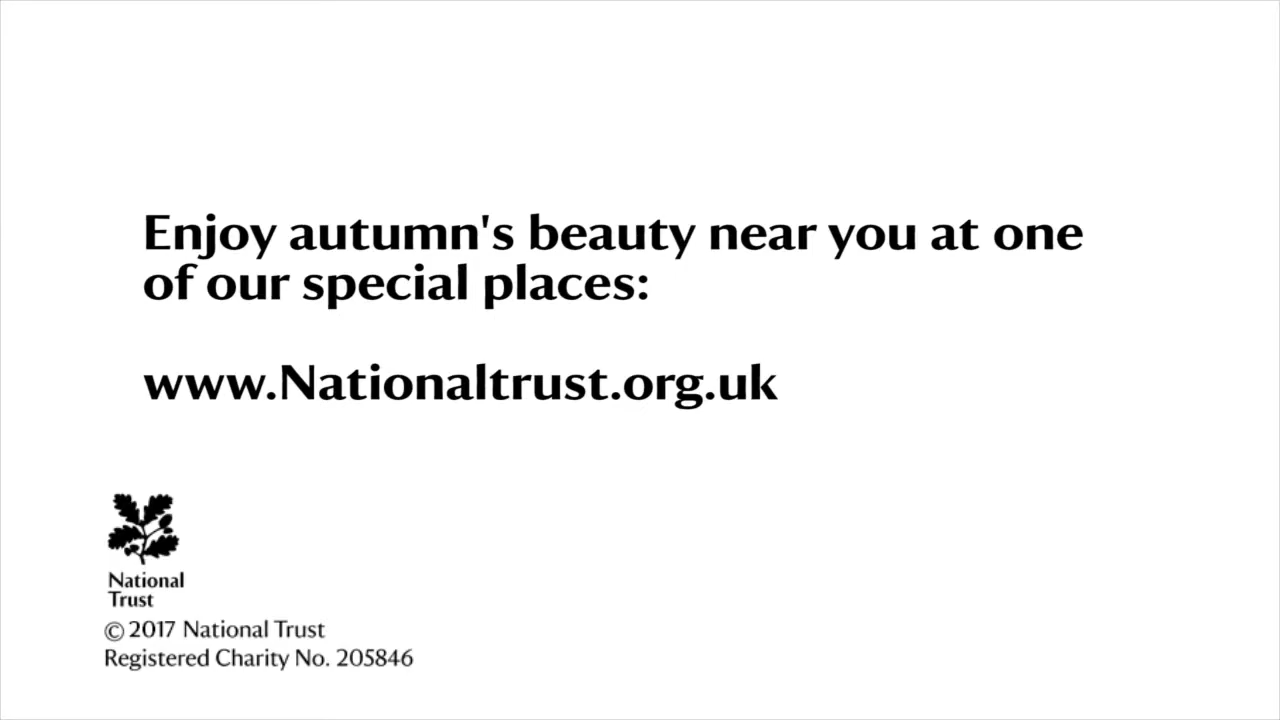 Enjoy autumn's beauty near you at one
of our special places:
www.Nationaltrust.org.uk
National
Trust
© 2017 National Trust
Registered Charity No. 205846